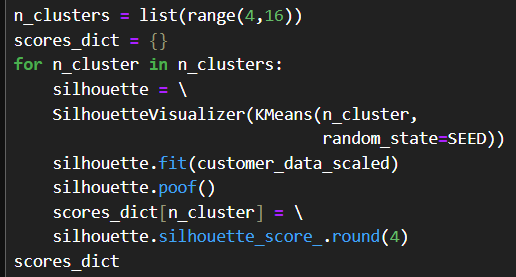 n_clusters = list(range(4,16))
scores_dict = {}
for n_cluster in n_clusters:
    silhouette = \
    SilhouetteVisualizer(KMeans(n_cluster,
                                random_state=SEED))
    silhouette.fit(customer_data_scaled)
    silhouette.poof()
    scores_dict[n_cluster] = \
    silhouette.silhouette_score_.round(4)
scores_dict